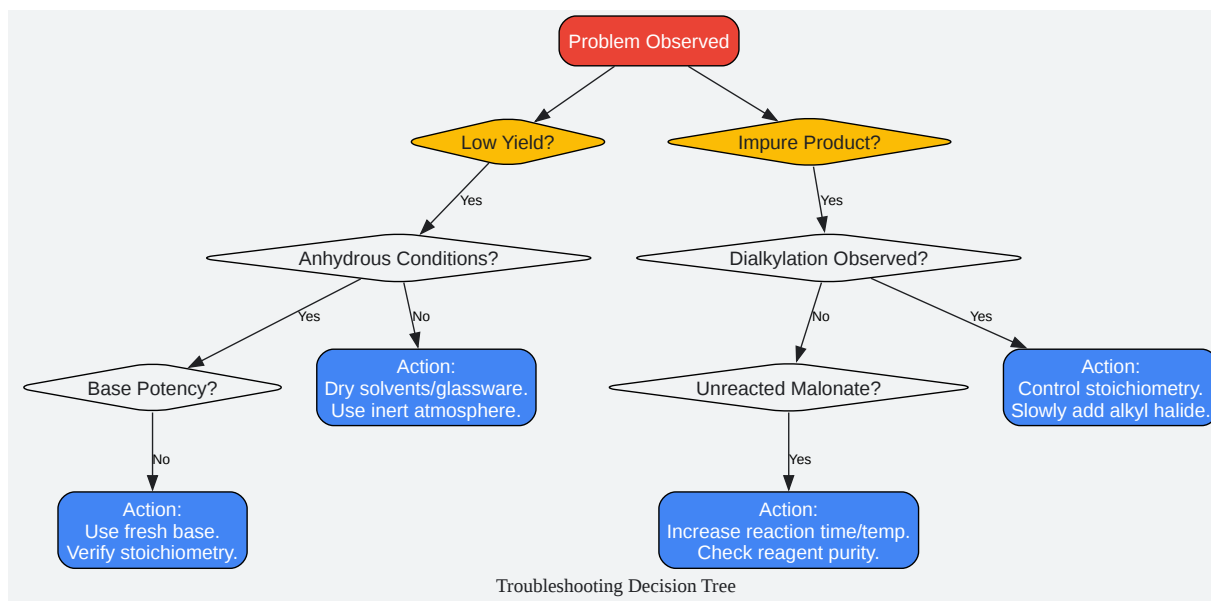 Problem Observed
Low Yield?
Impure Product?
Yes
Yes
Anhydrous Conditions?
Dialkylation Observed?
Yes
No
No
Yes
Base Potency?
Action:
Dry solvents/glassware.
Use inert atmosphere.
Unreacted Malonate?
Action:
Control stoichiometry.
Slowly add alkyl halide.
No
Yes
Action:
Use fresh base.
Verify stoichiometry.
Action:
Increase reaction time/temp.
Check reagent purity.
Troubleshooting Decision Tree